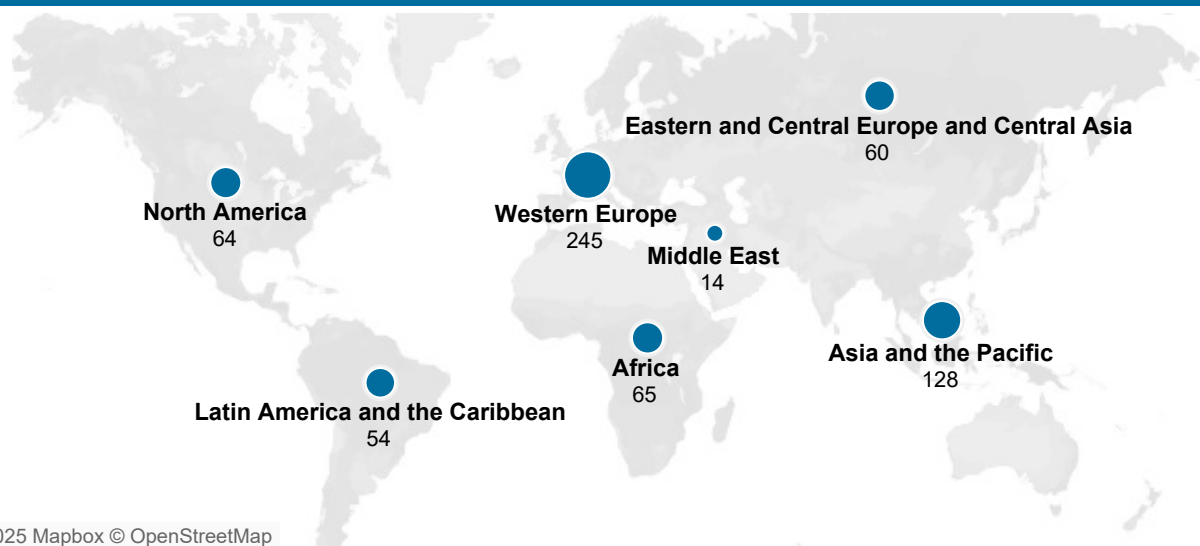 Eastern and Central Europe and Central Asia
60
North America
64
Western Europe
245
Middle East
14
Asia and the Pacific
128
Africa
65
Latin America and the Caribbean
54
025 Mapbox © OpenStreetMap